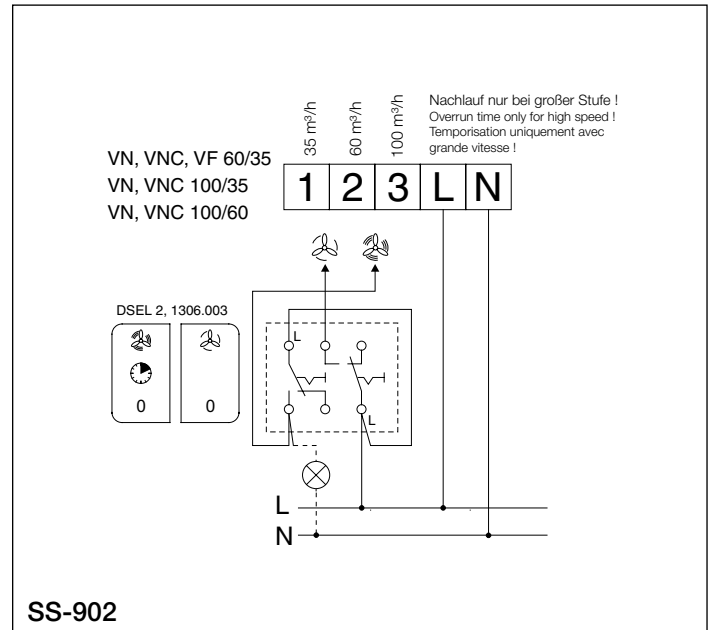 35 m³/h
60 m³/h
100 m³/h
Nachlauf nur bei großer Stufe !
Overrun time only for high speed !
Temporisation uniquement avec
grande vitesse !
VN, VNC, VF 60/35
VN, VNC 100/35
VN, VNC 100/60
1 2 3 L N
DSEL 2, 1306.003
0 0
L
L
L
N
SS-902